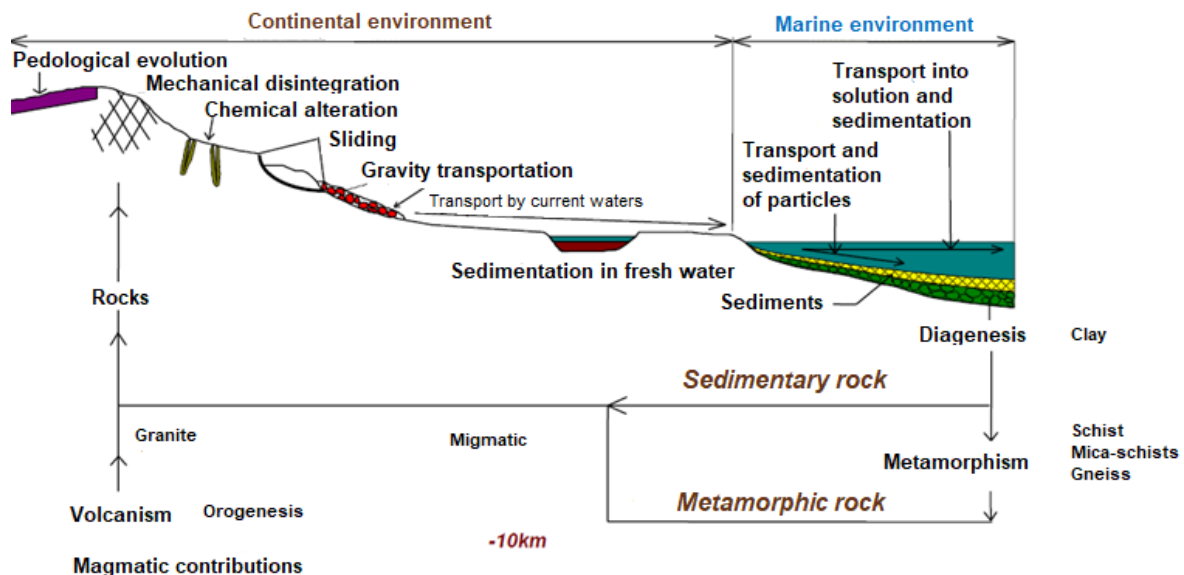 Continental environment
Marine environment
Pedological evolution
Mechanical disintegration
Chemical alteration
Sliding
Gravity transportation
Transport by current waters
Transport into
solution and
sedimentation
Transport and
sedimentation
of particles
Sedimentation in fresh water
Sediments
Rocks
Diagenesis
Clay
Sedimentary rock
Granite
Migmatic
Schist
Mica-schists
Gneiss
Metamorphism
Metamorphic rock
Volcanism
Orogenesis
-10km
Magmatic contributions